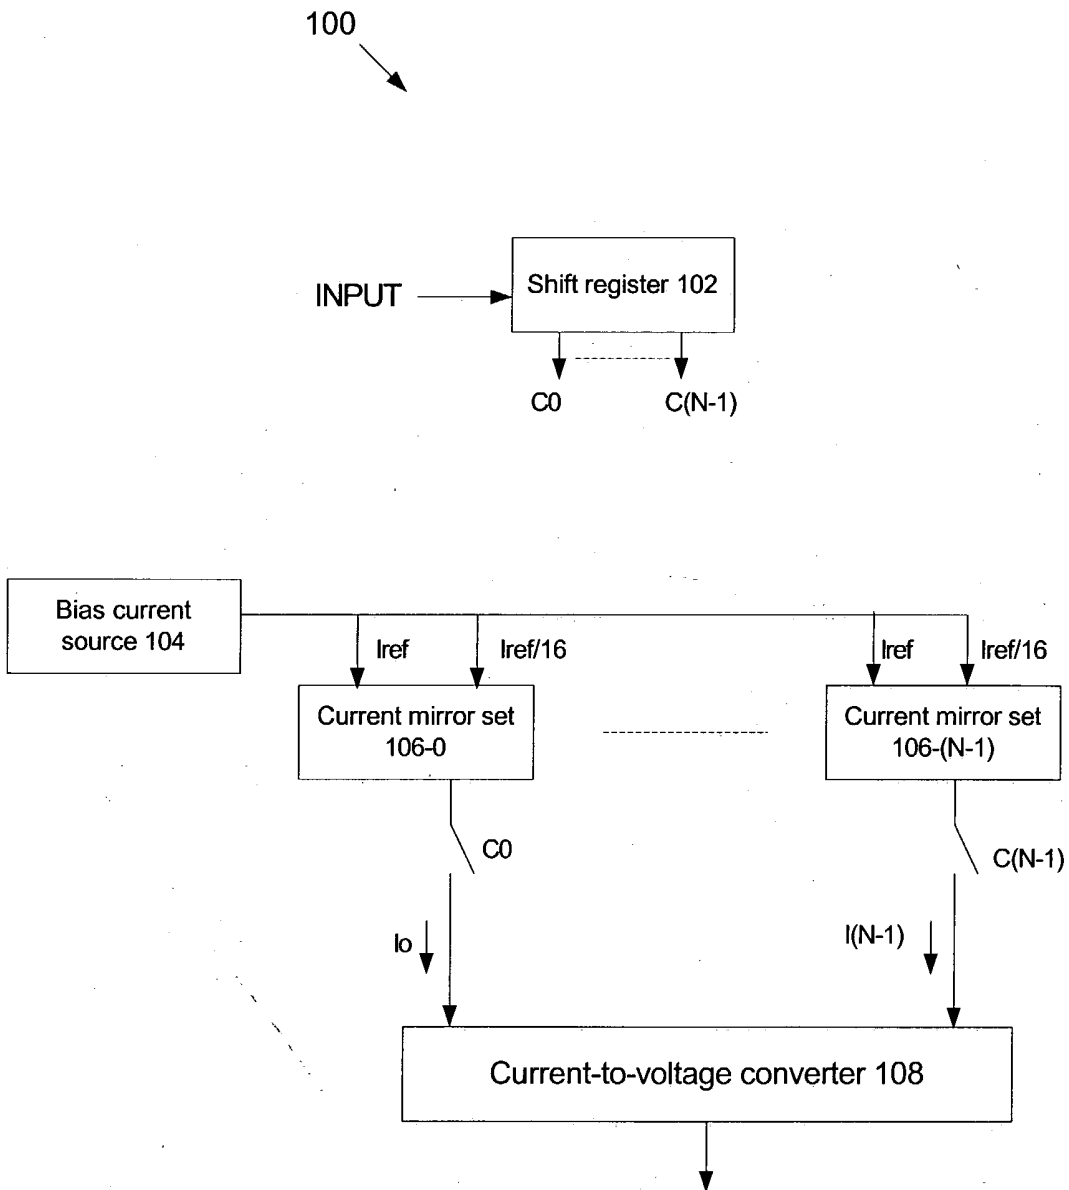 100
INPUT
Shift register 102
C0
C(N-1)
Bias current
source 104
Iref
Iref/16
Iref
Iref/16
Current mirror set
106-0
Current mirror set
106-(N-1)
C0
C(N-1)
Io
I(N-1)
Current-to-voltage converter 108